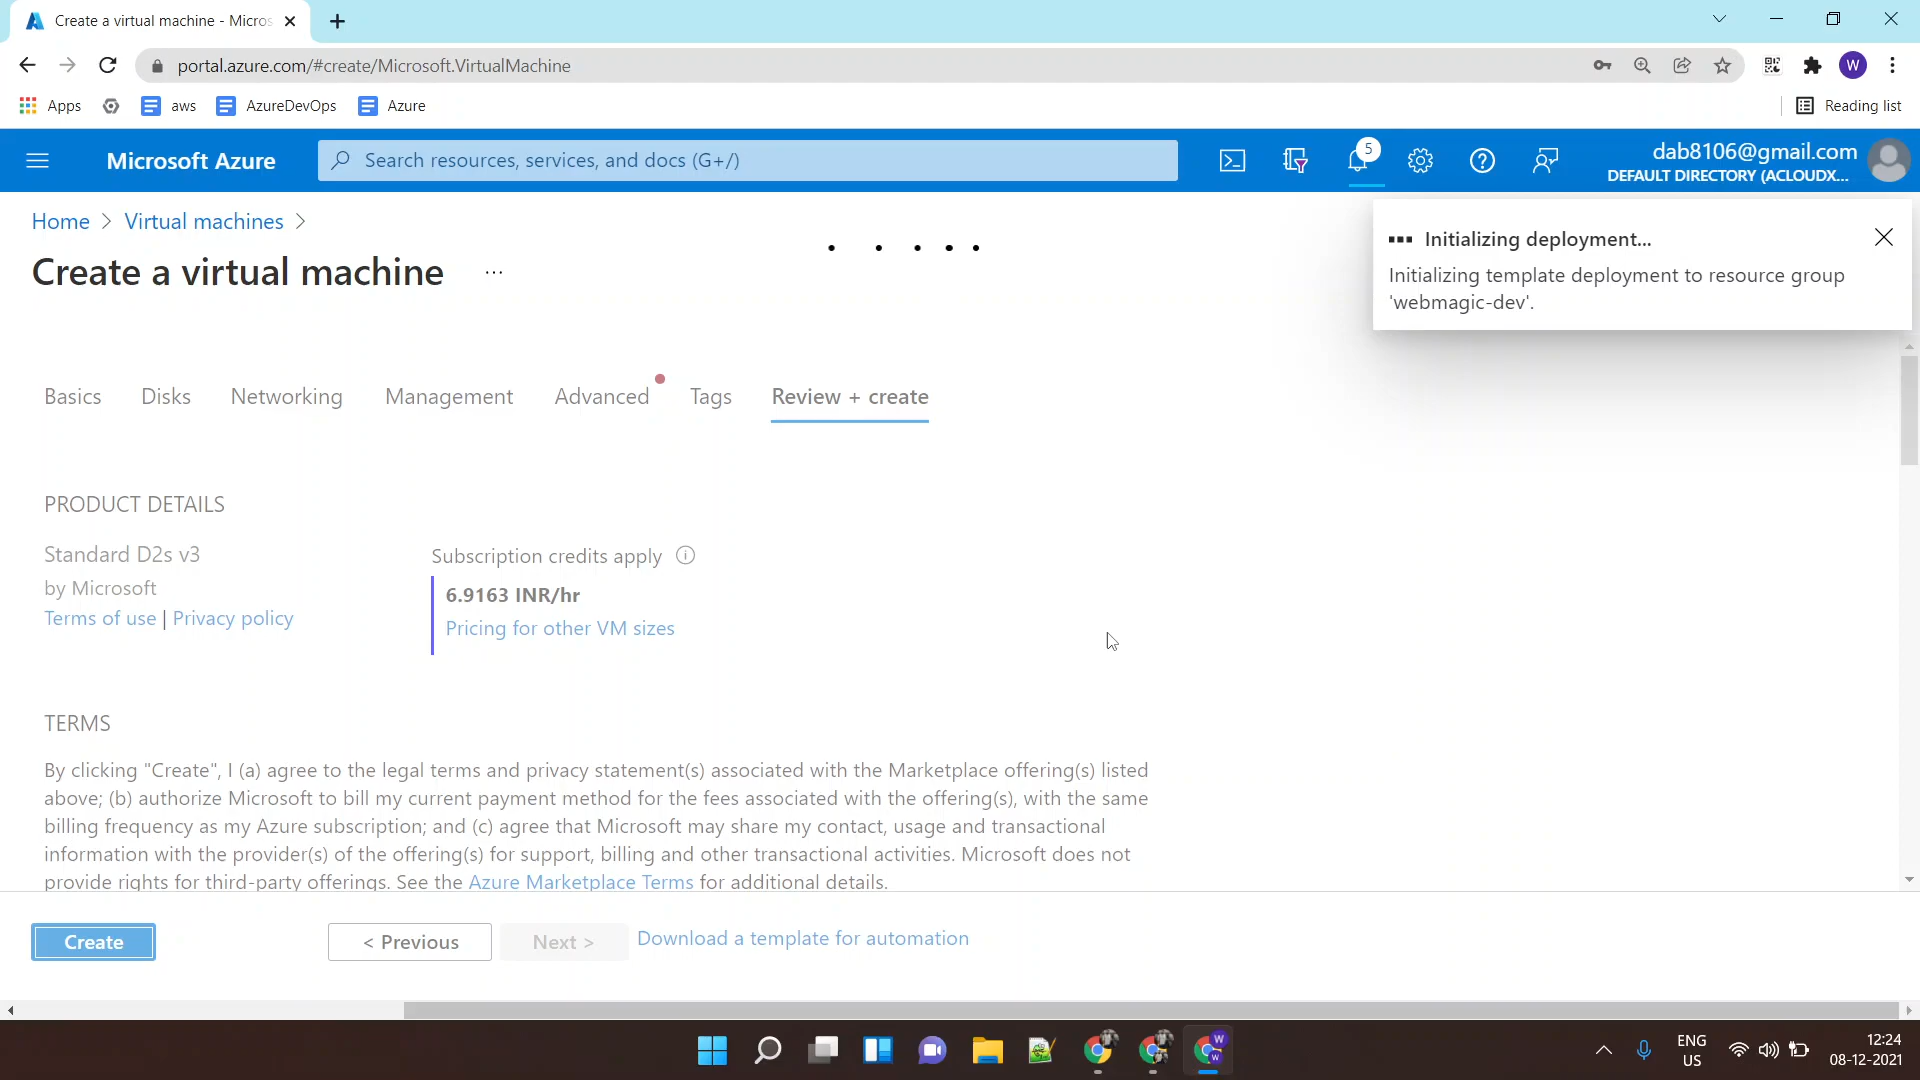 Create a virtual machine - Micros
portal.azure.com/#create/Microsoft.VirtualMachine
W
Apps
aws
AzureDevOps
Azure
Reading list
Microsoft Azure
Search resources, services, and docs (G+/)
5
dab8106@gmail.com
DEFAULT DIRECTORY (ACLOUDX...
Home > Virtual machines >
Create a virtual machine ...
Initializing deployment...
Initializing template deployment to resource group
'webmagic-dev'.
Basics
Disks
Networking
Management
Advanced
Tags
Review + create
PRODUCT DETAILS
Standard D2s v3
by Microsoft
Terms of use | Privacy policy
Subscription credits apply
6.9163 INR/hr
Pricing for other VM sizes
TERMS
By clicking "Create", I (a) agree to the legal terms and privacy statement(s) associated with the Marketplace offering(s) listed
above; (b) authorize Microsoft to bill my current payment method for the fees associated with the offering(s), with the same
billing frequency as my Azure subscription; and (c) agree that Microsoft may share my contact, usage and transactional
information with the provider(s) of the offering(s) for support, billing and other transactional activities. Microsoft does not
provide rights for third-party offerings. See the Azure Marketplace Terms for additional details.
Create
< Previous
Next >
Download a template for automation
W
W
ENG
US
12:24
08-12-2021